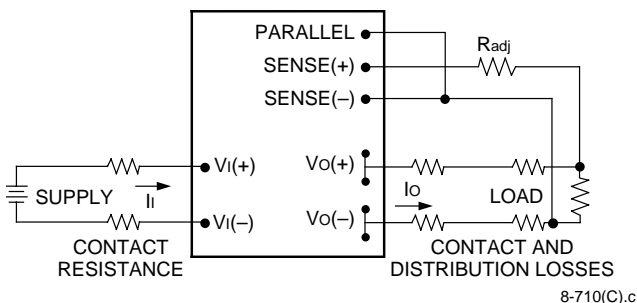 PARALLEL
SENSE(+)
SENSE(–)
Radj
VI(+)
VI(–)
VO(+)
VO(–)
SUPPLY
II
IO
LOAD
CONTACT
RESISTANCE
CONTACT AND
DISTRIBUTION LOSSES
8-710(C).c